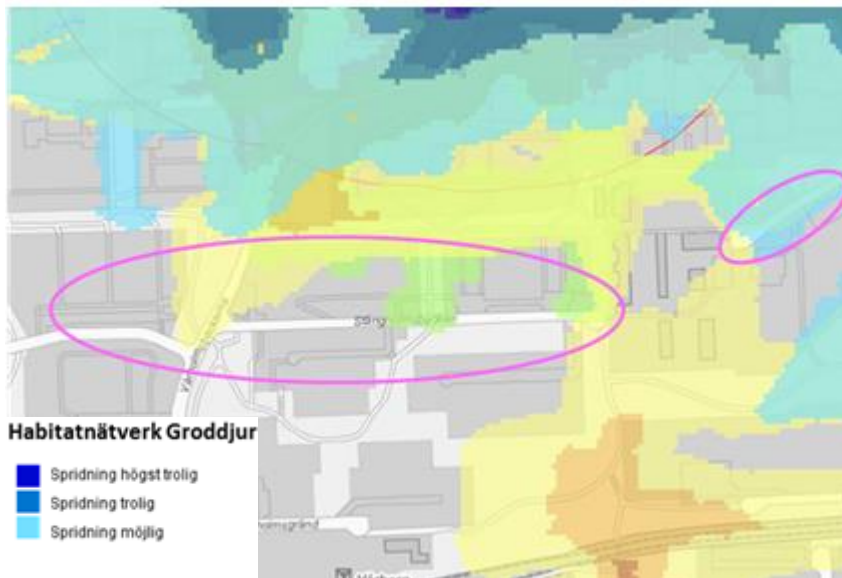 Habitatnätverk Groddjur
Spridning högst trolig
Spridning trolig
Spridning möjlig